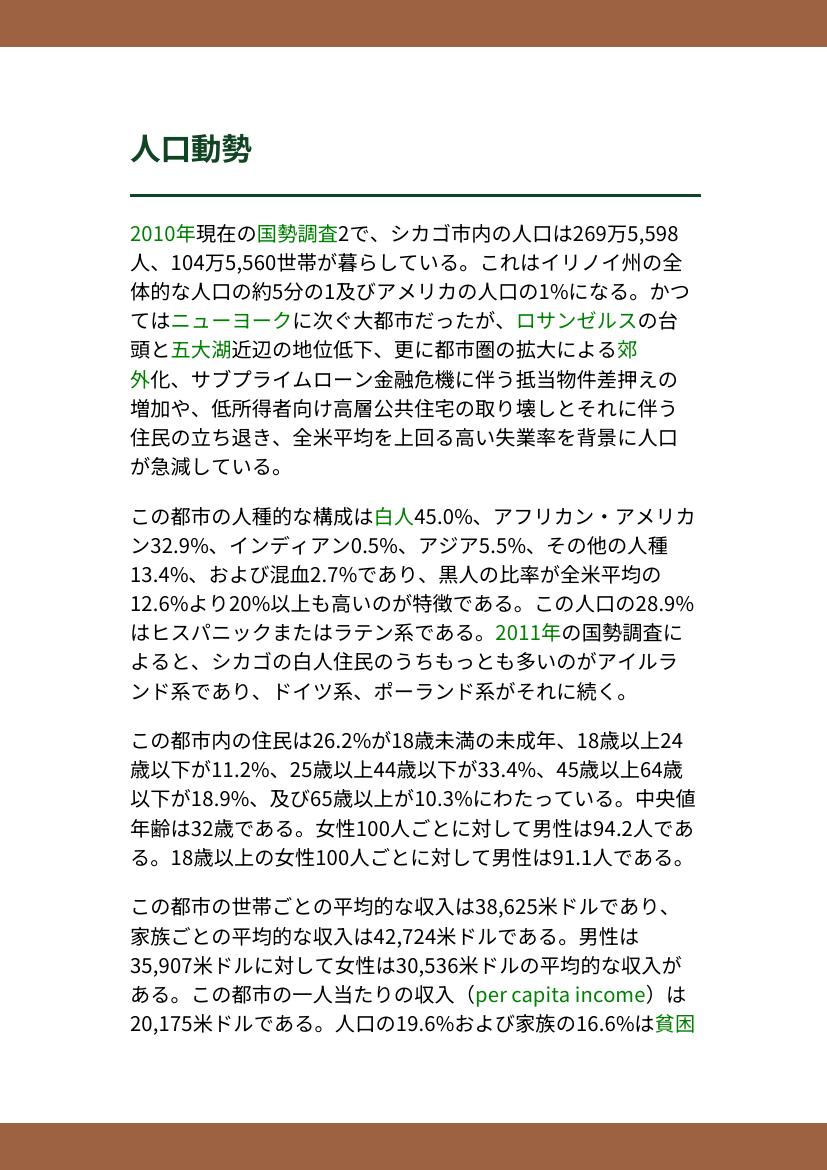 人口動勢
2010年現在の国勢調査2で、シカゴ市内の人口は269万5,598
人、104万5,560世帯が暮らしている。これはイリノイ州の全
体的な人口の約5分の1及びアメリカの人口の1%になる。かつ
てはニューヨークに次ぐ大都市だったが、ロサンゼルスの台
頭と五大湖近辺の地位低下、更に都市圏の拡大による郊
外化、サブプライムローン金融危機に伴う抵当物件差押えの
増加や、低所得者向け高層公共住宅の取り壊しとそれに伴う
住民の立ち退き、全米平均を上回る高い失業率を背景に人口
が急減している。
この都市の人種的な構成は白人45.0%、アフリカン・アメリカ
ン32.9%、インディアン0.5%、アジア5.5%、その他の人種
13.4%、および混血2.7%であり、黒人の比率が全米平均の
12.6%より20%以上も高いのが特徴である。この人口の28.9%
はヒスパニックまたはラテン系である。2011年の国勢調査に
よると、シカゴの白人住民のうちもっとも多いのがアイルラ
ンド系であり、ドイツ系、ポーランド系がそれに続く。
この都市内の住民は26.2%が18歳未満の未成年、18歳以上24
歳以下が11.2%、25歳以上44歳以下が33.4%、45歳以上64歳
以下が18.9%、及び65歳以上が10.3%にわたっている。中央値
年齢は32歳である。女性100人ごとに対して男性は94.2人であ
る。18歳以上の女性100人ごとに対して男性は91.1人である。
この都市の世帯ごとの平均的な収入は38,625米ドルであり、
家族ごとの平均的な収入は42,724米ドルである。男性は
35,907米ドルに対して女性は30,536米ドルの平均的な収入が
ある。この都市の一人当たりの収入（per capita income）は
20,175米ドルである。人口の19.6%および家族の16.6%は貧困